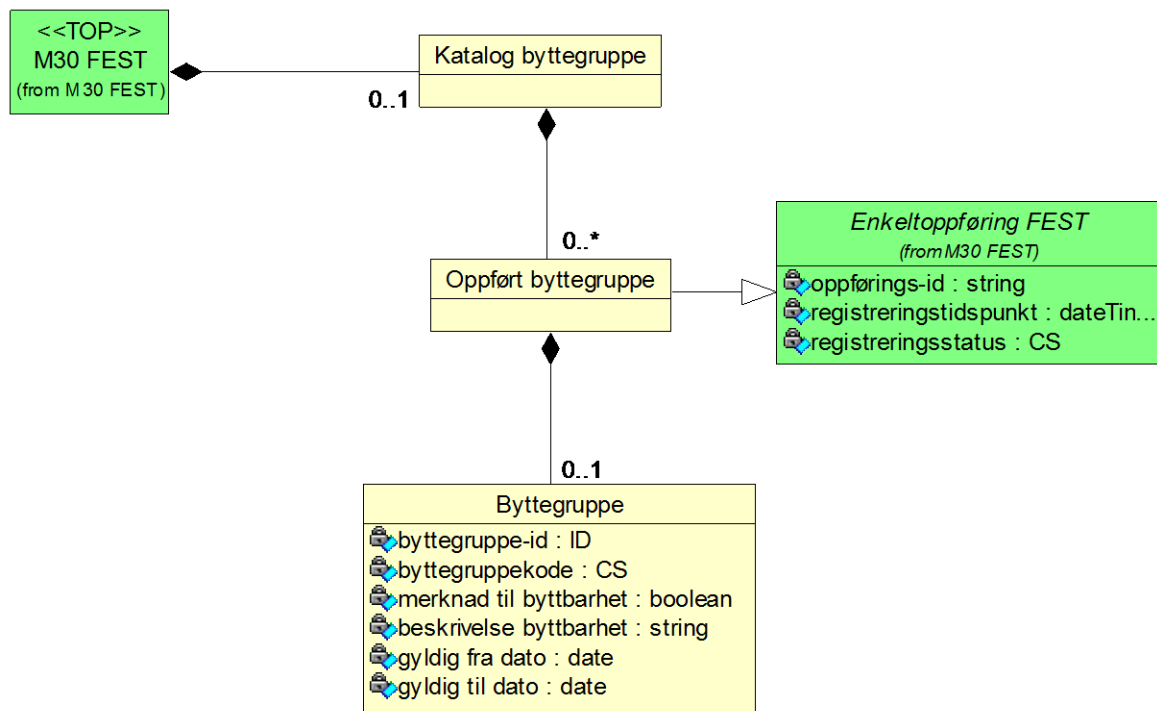 <<TOP>>
M30 FEST
(from M30 FEST)
Katalog byttegruppe
0..1
0..*
Oppført byttegruppe
Enkeltoppføring FEST
(from M30 FEST)
oppførings-id : string
registreringstidspunkt : dateTin...
registreringsstatus : CS
0..1
Byttegruppe
byttegruppe-id : ID
byttegruppekode : CS
merknad til byttbarhet : boolean
beskrivelse byttbarhet : string
gyldig fra dato : date
gyldig til dato : date